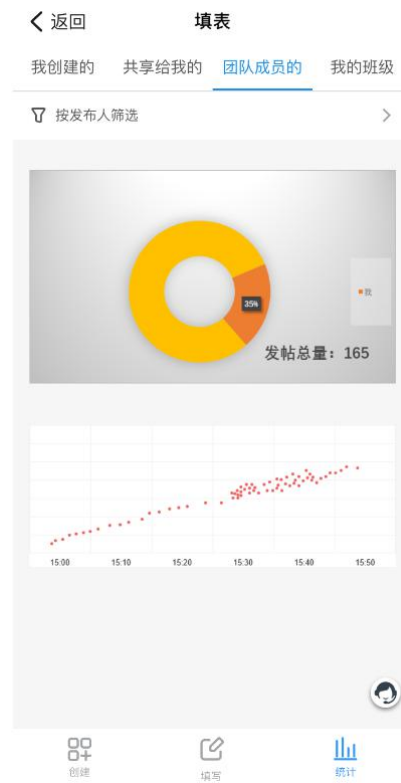 返回 填表
我创建的 共享给我的 团队成员的 我的班级
按发布人筛选
35%
我
发帖总量：165
15:00 15:10 15:20 15:30 15:40 15:50
创建 填写 统计